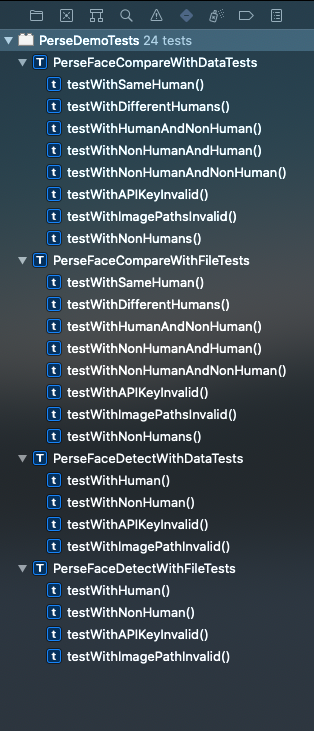 PerseDemoTests 24 tests
T PerseFaceCompareWithDataTests
t testWithSameHuman()
t testWithDifferentHumans()
t testWithHumanAndNonHuman()
t testWithNonHumanAndHuman()
t testWithNonHumanAndNonHuman()
t testWithAPIKeyInvalid()
t testWithImagePathsInvalid()
t testWithNonHumans()
T PerseFaceCompareWithFileTests
t testWithSameHuman()
t testWithDifferentHumans()
t testWithHumanAndNonHuman()
t testWithNonHumanAndHuman()
t testWithNonHumanAndNonHuman()
t testWithAPIKeyInvalid()
t testWithImagePathsInvalid()
t testWithNonHumans()
T PerseFaceDetectWithDataTests
t testWithHuman()
t testWithNonHuman()
t testWithAPIKeyInvalid()
t testWithImagePathInvalid()
T PerseFaceDetectWithFileTests
t testWithHuman()
t testWithNonHuman()
t testWithAPIKeyInvalid()
t testWithImagePathInvalid()